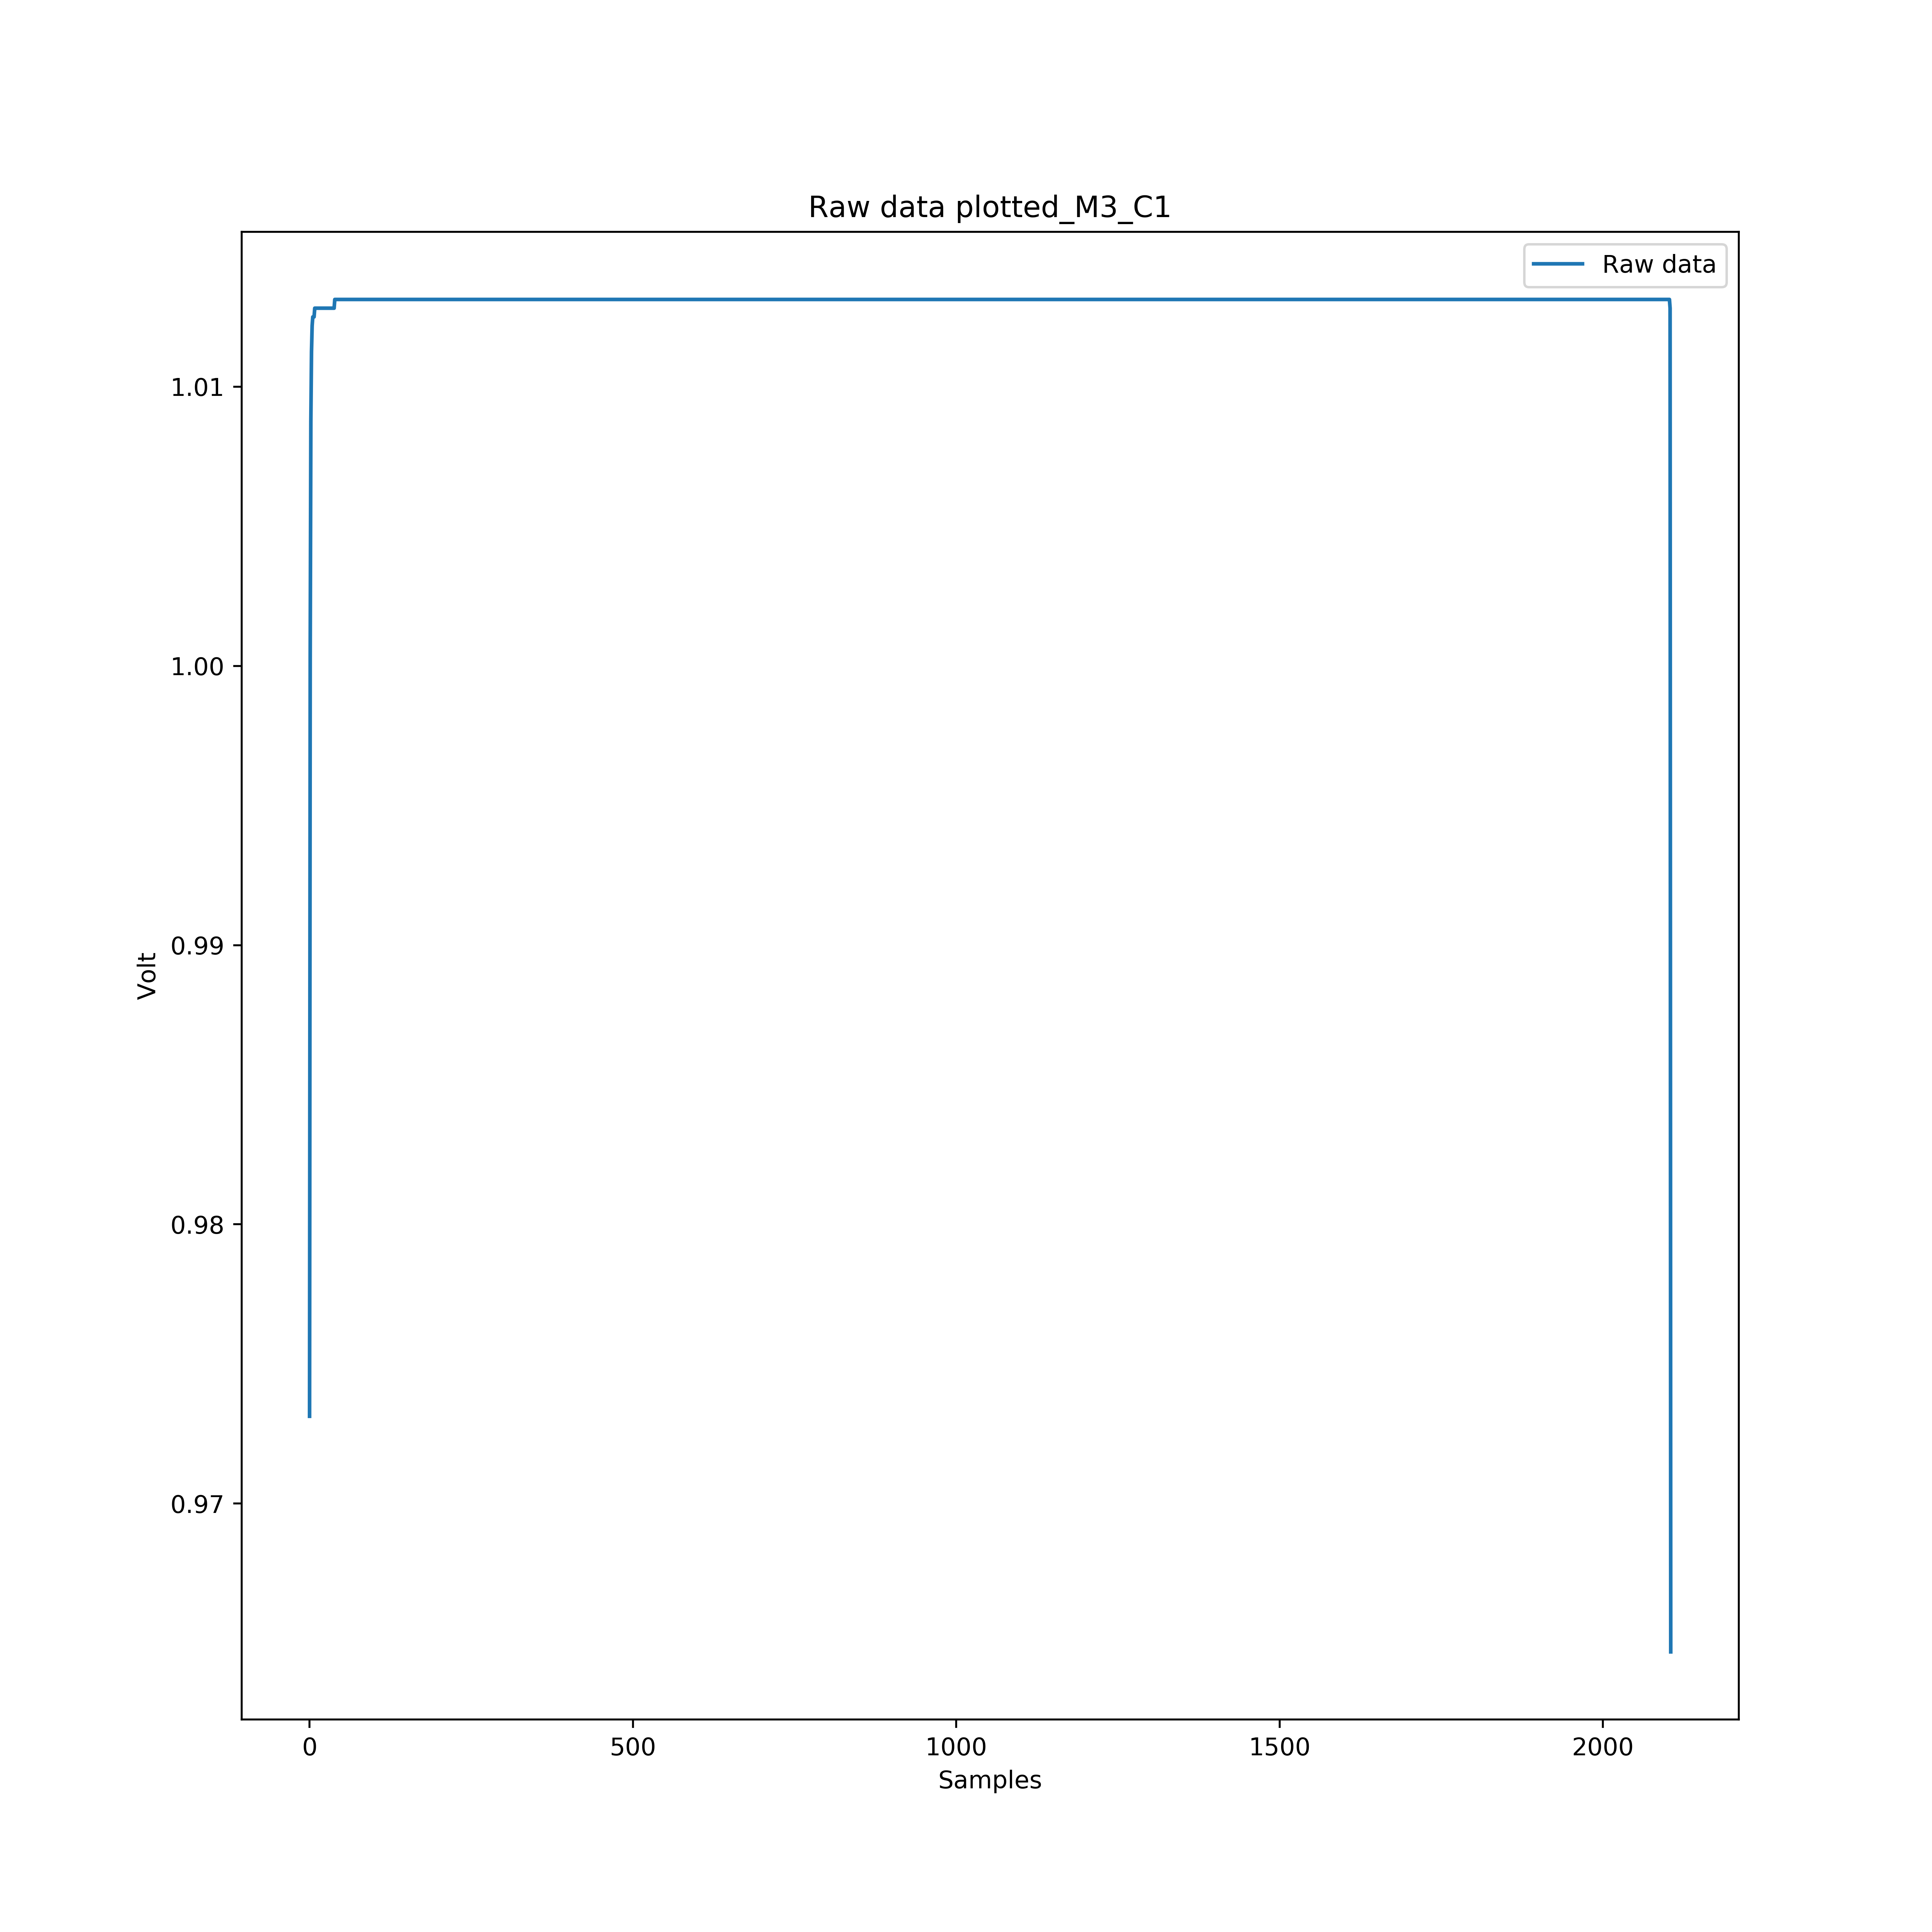 Raw data plotted_M3_C1
Raw data
1.01
1.00
0.99
0.98
0.97
Volt
0 500 1000 1500 2000
Samples